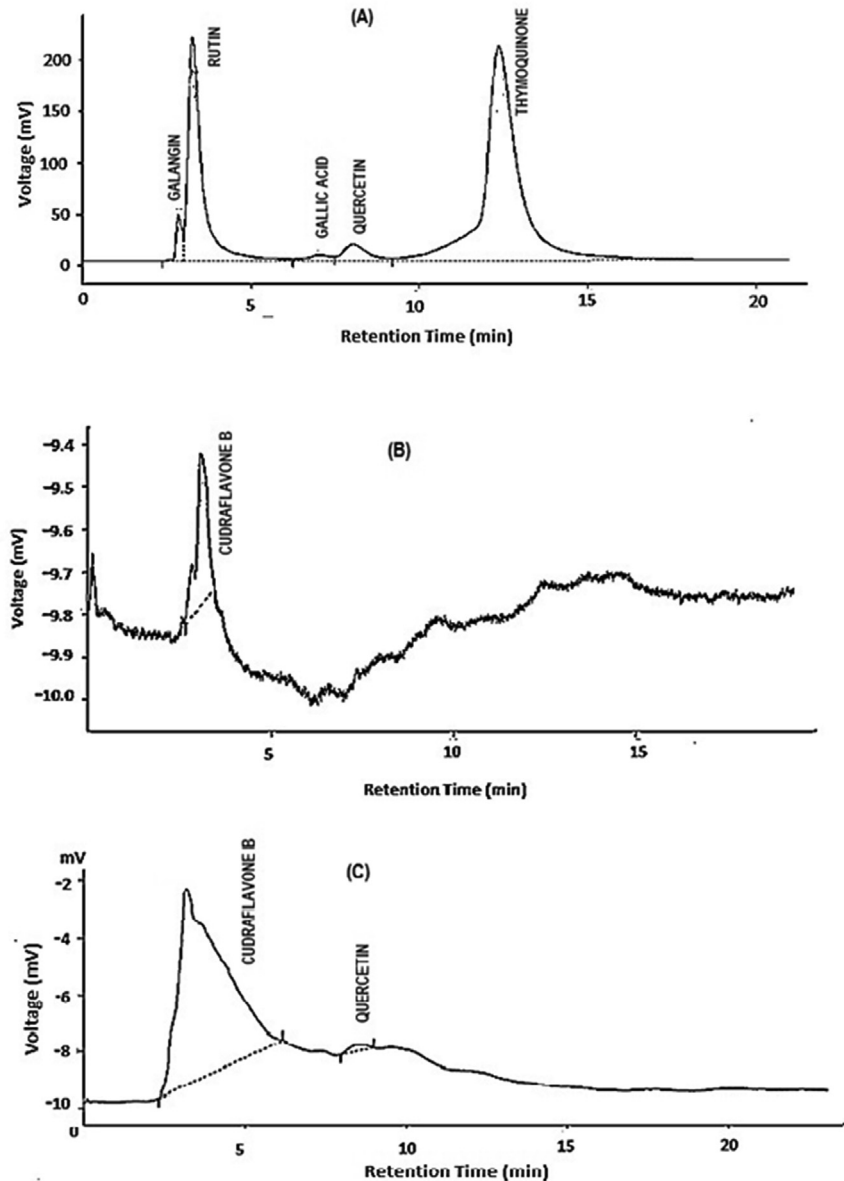 (A)
200
150
100
50
0
Voltage (mV)
GALANGIN
RUTIN
GALLIC ACID
QUERCETIN
THYMOQUINONE
0 5 10 15 20
Retention Time (min)
(B)
-9.4
-9.5
-9.6
-9.7
-9.8
-9.9
-10.0
Voltage (mV)
CUDRAFLAVONE B
5 10 15
Retention Time (min)
mV
(C)
-2
-4
-6
-8
-10
Voltage (mV)
CUDRAFLAVONE B
QUERCETIN
0 5 10 15 20
Retention Time (min)